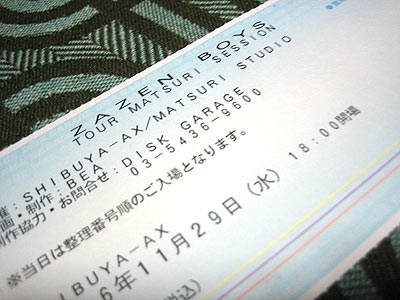 ZAZEN BOYS
TOUR MATSURI SESSION
催：SHIBUYA-AX/MATSURI STUDIO
画・制作：BEA DISK GARAGE
制作協力・お問合せ：03-5436-9600
※当日は整理番号順のご入場となります。
BUYA-AX
6年11月29日(水) 18:00開場
税込)